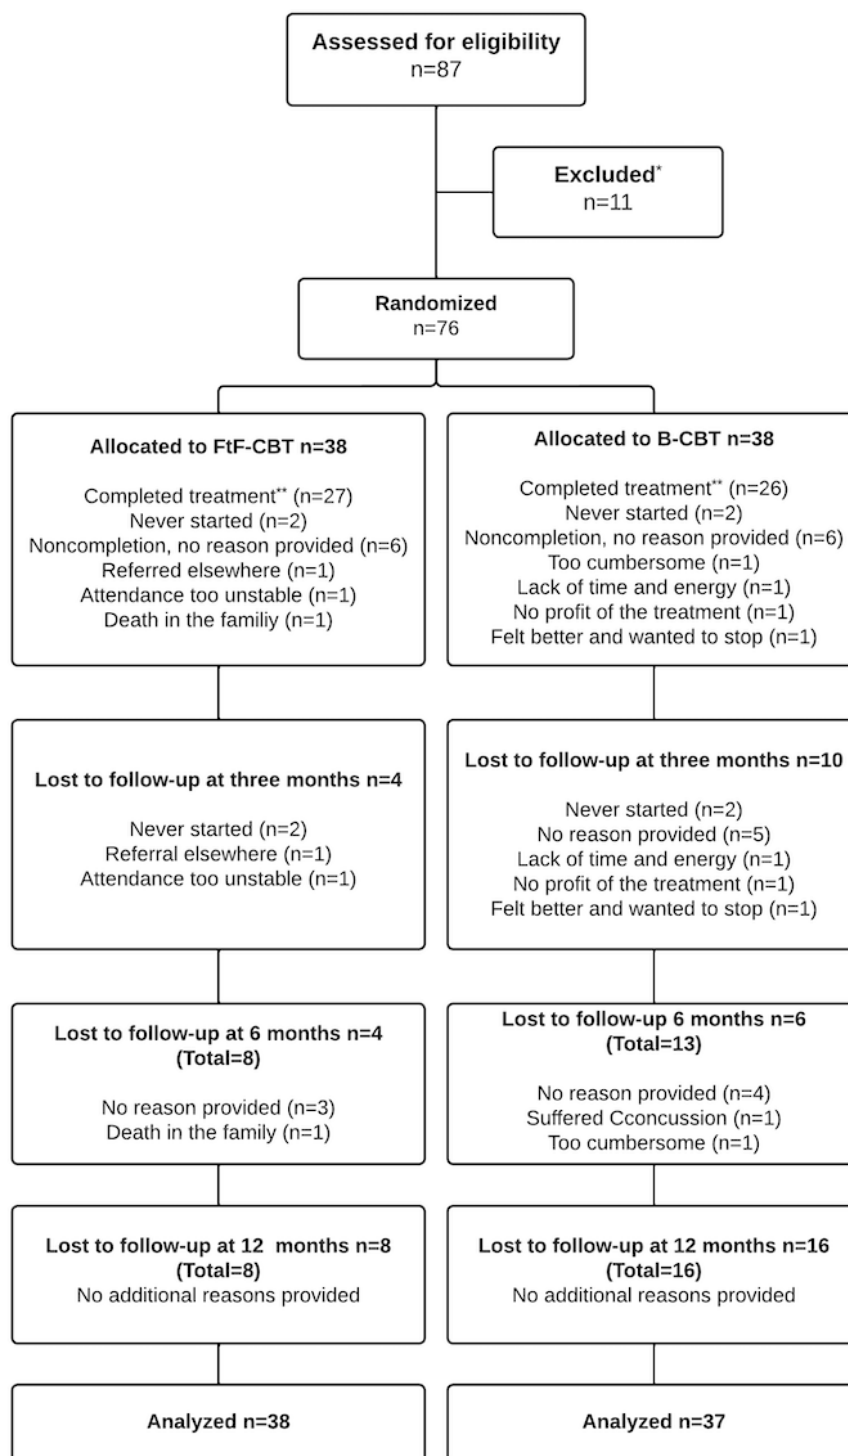 Assessed for eligibility
n=87
Excluded*
n=11
Randomized
n=76
Allocated to FtF-CBT n=38
Completed treatment** (n=27)
Never started (n=2)
Noncompletion, no reason provided (n=6)
Referred elsewhere (n=1)
Attendance too unstable (n=1)
Death in the familiy (n=1)
Allocated to B-CBT n=38
Completed treatment** (n=26)
Never started (n=2)
Noncompletion, no reason provided (n=6)
Too cumbersome (n=1)
Lack of time and energy (n=1)
No profit of the treatment (n=1)
Felt better and wanted to stop (n=1)
Lost to follow-up at three months n=4
Never started (n=2)
Referral elsewhere (n=1)
Attendance too unstable (n=1)
Lost to follow-up at three months n=10
Never started (n=2)
No reason provided (n=5)
Lack of time and energy (n=1)
No profit of the treatment (n=1)
Felt better and wanted to stop (n=1)
Lost to follow-up at 6 months n=4
(Total=8)
No reason provided (n=3)
Death in the family (n=1)
Lost to follow-up 6 months n=6
(Total=13)
No reason provided (n=4)
Suffered Cconcussion (n=1)
Too cumbersome (n=1)
Lost to follow-up at 12 months n=8
(Total=8)
No additional reasons provided
Lost to follow-up at 12 months n=16
(Total=16)
No additional reasons provided
Analyzed n=38
Analyzed n=37